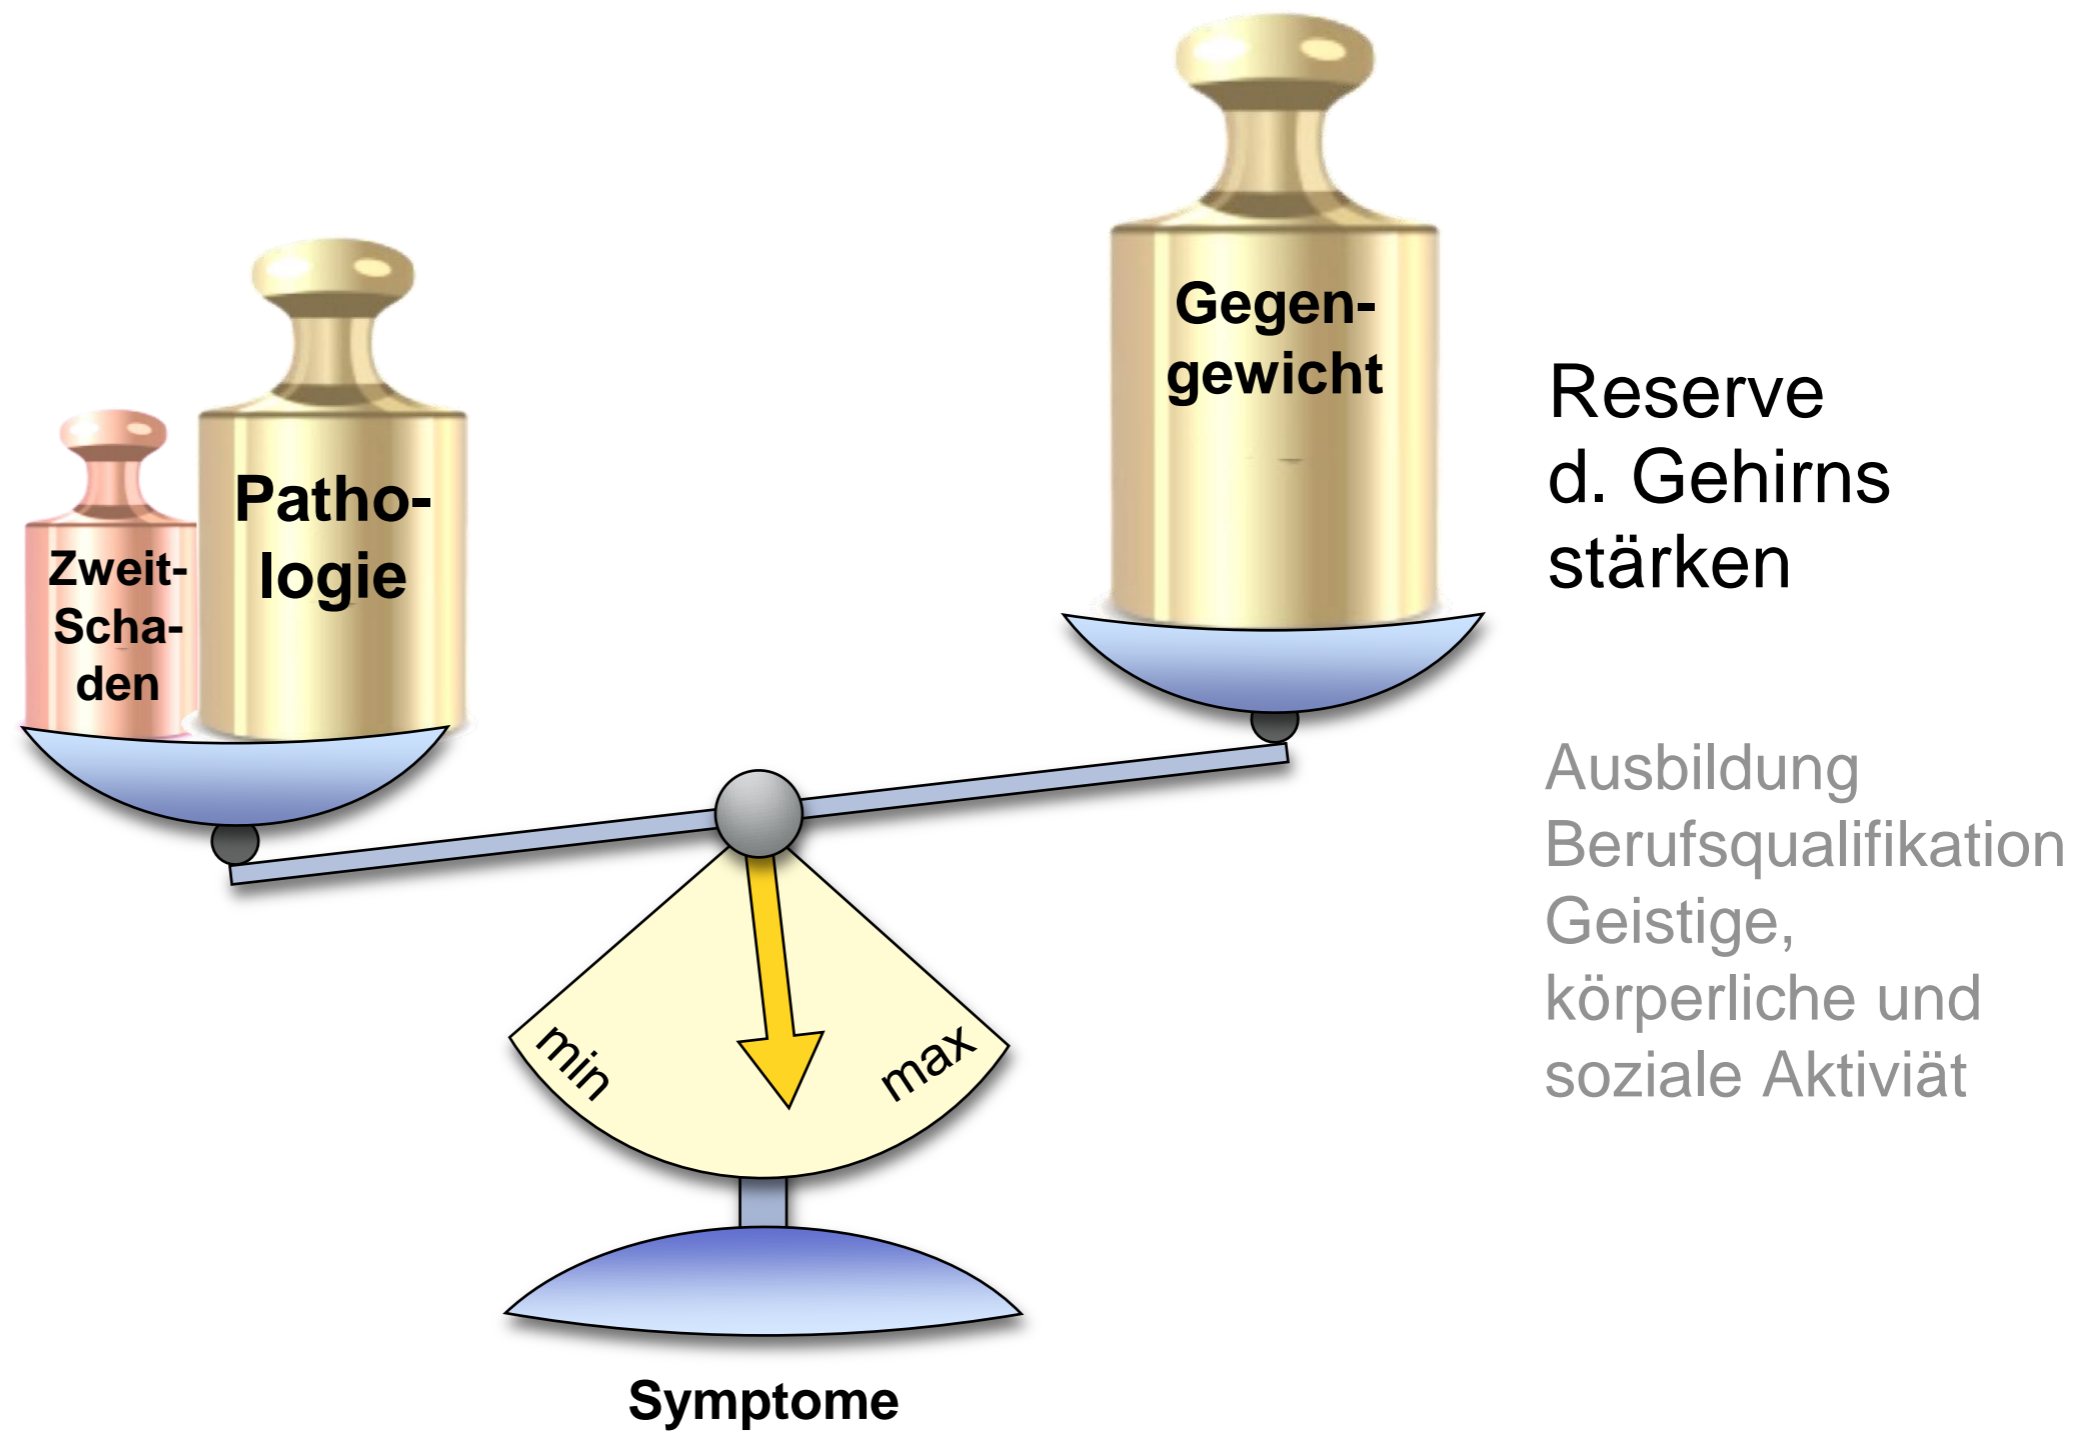 Zweit-
Scha-
den
Patho-
logie
Gegen-
gewicht
Reserve
d. Gehirns
stärken
Ausbildung
Berufsqualifikation
Geistige,
körperliche und
soziale Aktiviät
min
max
Symptome